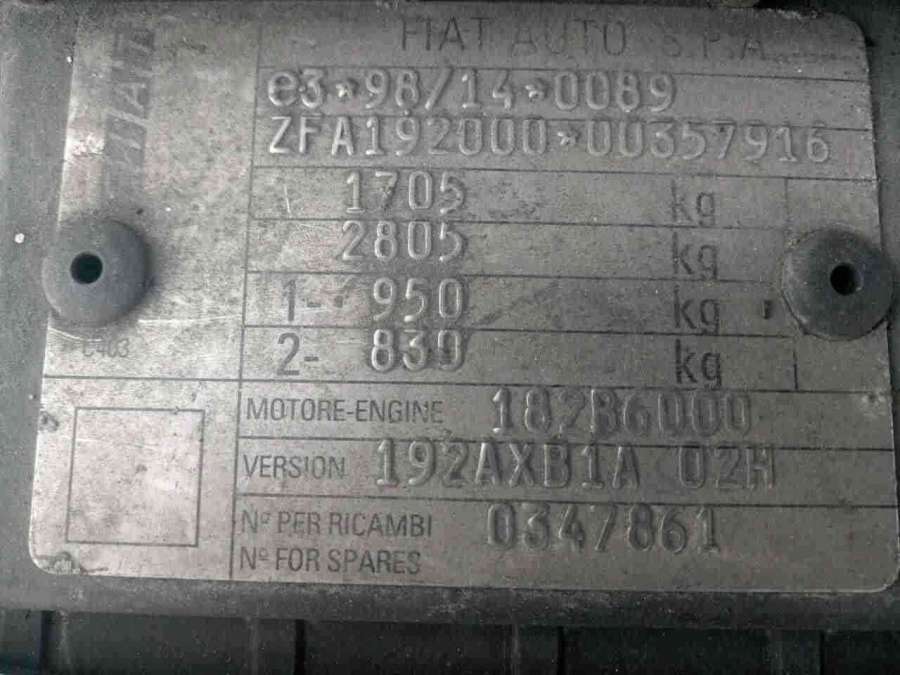 FIAT AUTO S.P.A.
FIAT
e3*98/14*0089
ZFA192000*00357916
1705 kg
2805 kg
1- 950 kg
2- 830 kg
C403
MOTORE-ENGINE 182B6000
VERSION 192AXB1A 02H
Nº PER RICAMBI 0347861
Nº FOR SPARES